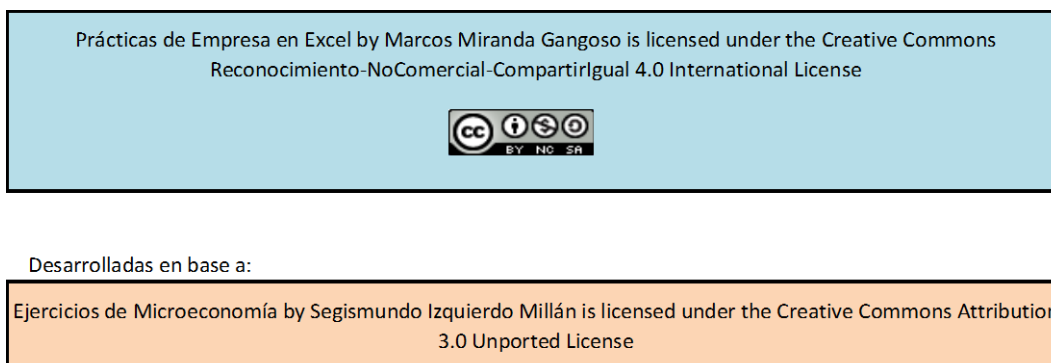 Prácticas de Empresa en Excel by Marcos Miranda Gangoso is licensed under the Creative Commons
Reconocimiento-NoComercial-CompartirIgual 4.0 International License
cc
BY NC SA
Desarrolladas en base a:
Ejercicios de Microeconomía by Segismundo Izquierdo Millán is licensed under the Creative Commons Attribution
3.0 Unported License